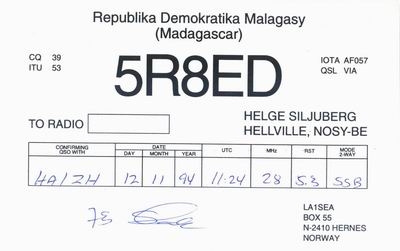 Republika Demokratika Malagasy
(Madagascar)
CQ 39
ITU 53
5R8ED
IOTA AF057
QSL VIA
TO RADIO
HELGE SILJUBERG
HELLVILLE, NOSY-BE
CONFIRMING QSO WITH DATE DAY MONTH YEAR UTC MHz RST MODE 2-WAY
HA1ZH 12 11 94 11:24 28 5.3 SSB
73
LA1SEA
BOX 55
N-2410 HERNES
NORWAY